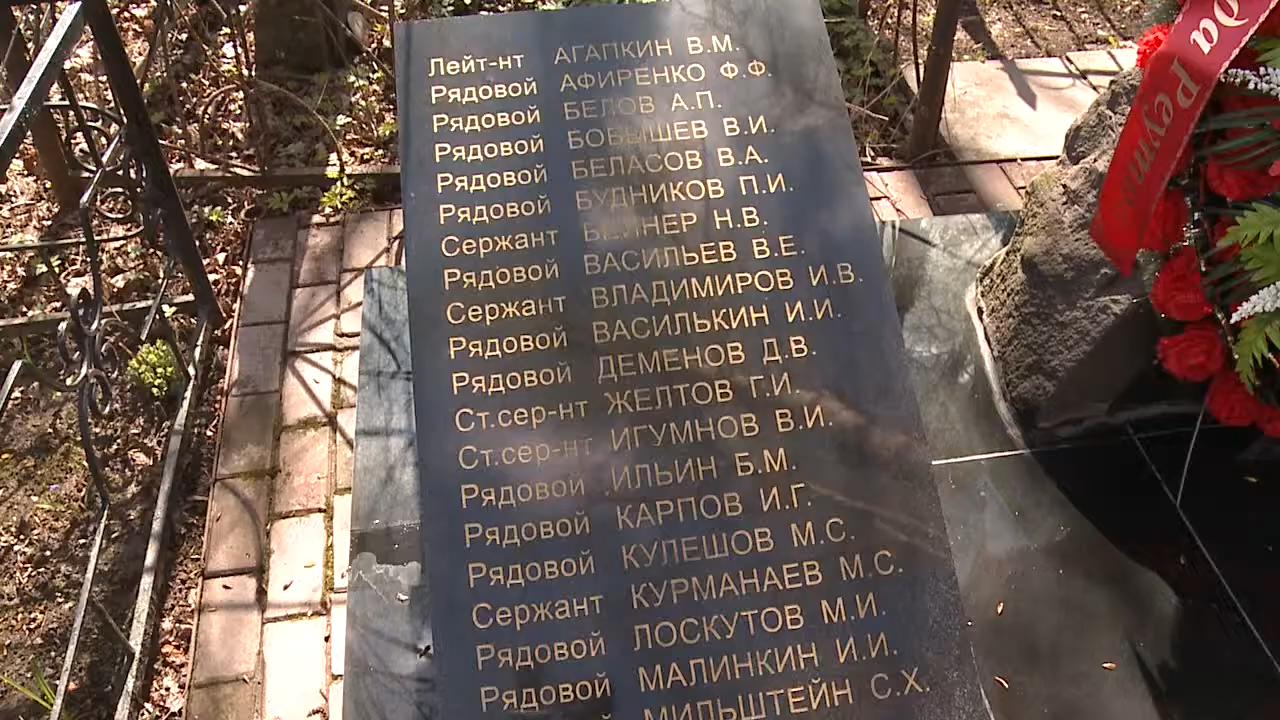 Лейт-нт АГАПКИН В.М.
Рядовой АФИРЕНКО Ф.Ф.
Рядовой БЕЛОВ А.П.
Рядовой БОБЫШЕВ В.И.
Рядовой БЕЛАСОВ В.А.
Рядовой БУДНИКОВ П.И.
Сержант БЕЙНЕР Н.В.
Рядовой ВАСИЛЬЕВ В.Е.
Сержант ВЛАДИМИРОВ И.В.
Рядовой ВАСИЛЬКИН И.И.
Рядовой ДЕМЕНОВ Д.В.
Ст.сер-нт ЖЕЛТОВ Г.И.
Ст.сер-нт ИГУМНОВ В.И.
Рядовой ИЛЬИН Б.М.
Рядовой КАРПОВ И.Г.
Рядовой КУЛЕШОВ М.С.
Сержант КУРМАНАЕВ М.С.
Рядовой ЛОСКУТОВ М.И.
Рядовой МАЛИНКИН И.И.
МИЛЬШТЕЙН С.Х.